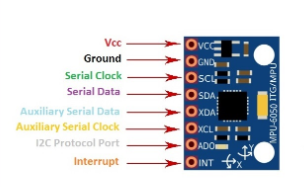 Vcc
Ground
Serial Clock
Serial Data
Auxiliary Serial Data
Auxiliary Serial Clock
I2C Protocol Port
Interrupt
VCC
GND
SCL
SDA
XDA
XCL
ADO
INT
ITG/MPU
MPU-6050
Y
X